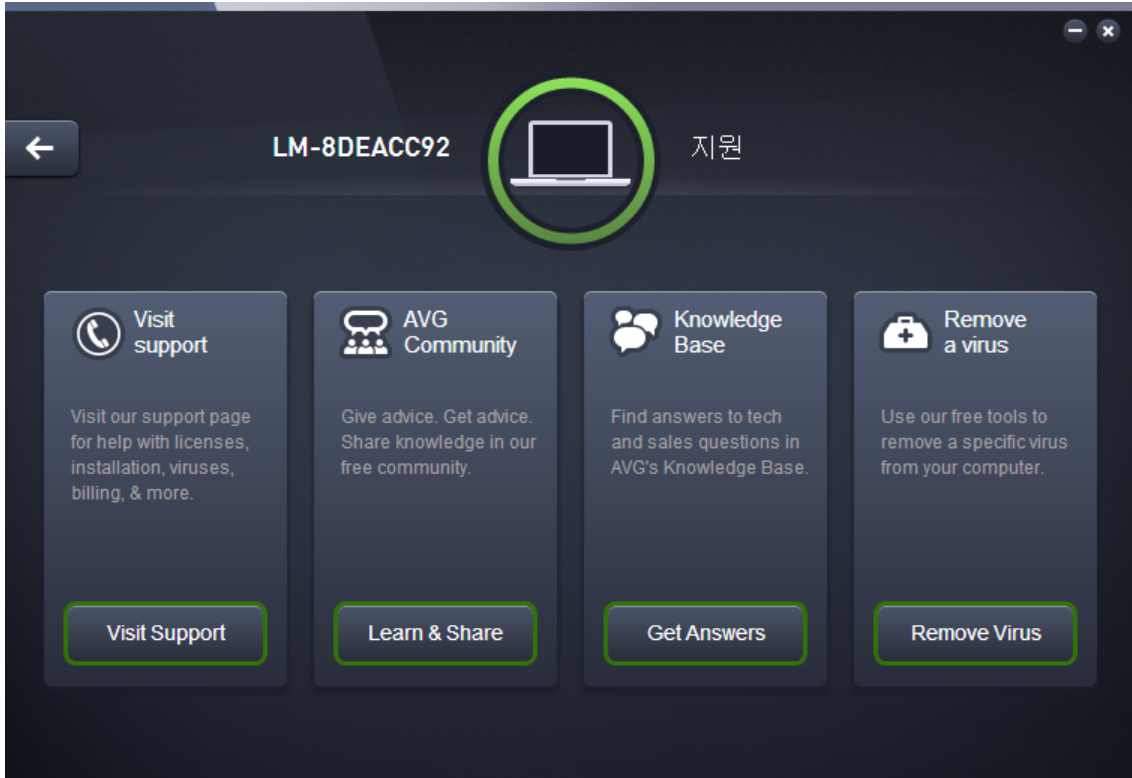 LM-8DEACC92
지원
Visit
support
Visit our support page
for help with licenses,
installation, viruses,
billing, & more.
Visit Support
AVG
Community
Give advice. Get advice.
Share knowledge in our
free community.
Learn & Share
Knowledge
Base
Find answers to tech
and sales questions in
AVG's Knowledge Base.
Get Answers
Remove
a virus
Use our free tools to
remove a specific virus
from your computer.
Remove Virus